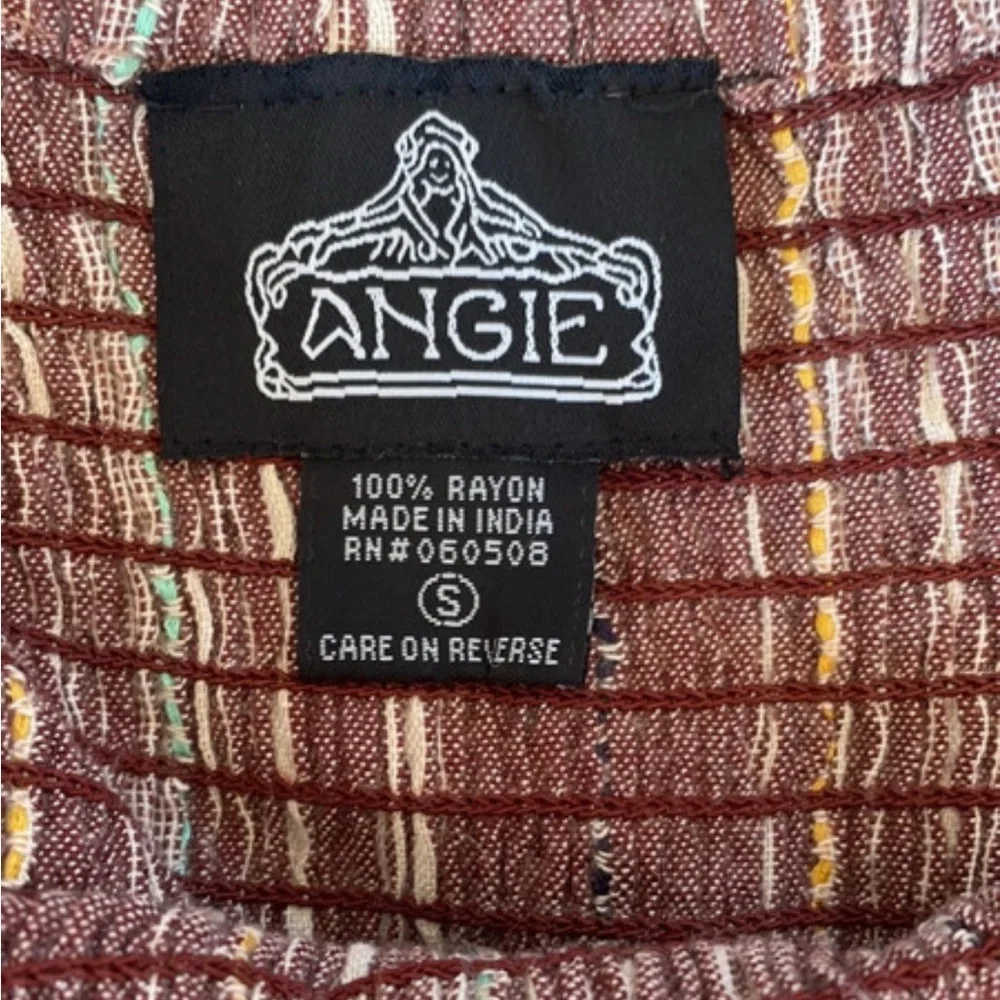 ANGIE
100% RAYON
MADE IN INDIA
RN#060508
S
CARE ON REVERSE